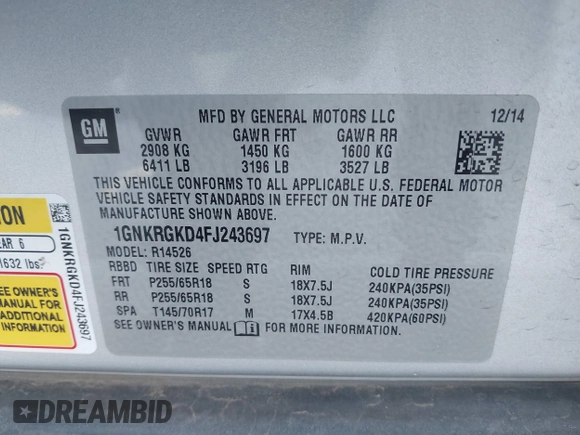 GM
MFD BY GENERAL MOTORS LLC 12/14
GVWR GAWR FRT GAWR RR
2908 KG 1450 KG 1600 KG
6411 LB 3196 LB 3527 LB
THIS VEHICLE CONFORMS TO ALL APPLICABLE U.S. FEDERAL MOTOR
VEHICLE SAFETY STANDARDS IN EFFECT ON THE DATE OF
MANUFACTURE SHOWN ABOVE.
1GNKRGKD4FJ243697 TYPE: M.P.V.
MODEL: R14526
RBBD TIRE SIZE SPEED RTG RIM COLD TIRE PRESSURE
FRT P255/65R18 S 18X7.5J 240KPA(35PSI)
RR P255/65R18 S 18X7.5J 240KPA(35PSI)
SPA T145/70R17 M 17X4.5B 420KPA(60PSI)
SEE OWNER'S MANUAL FOR MORE INFORMATION.
ION
AR 6
1632 lbs.
SEE OWNER'S
MANUAL FOR
ADDITIONAL
INFORMATION
1GNKRGKD4FJ243697
DREAMBID